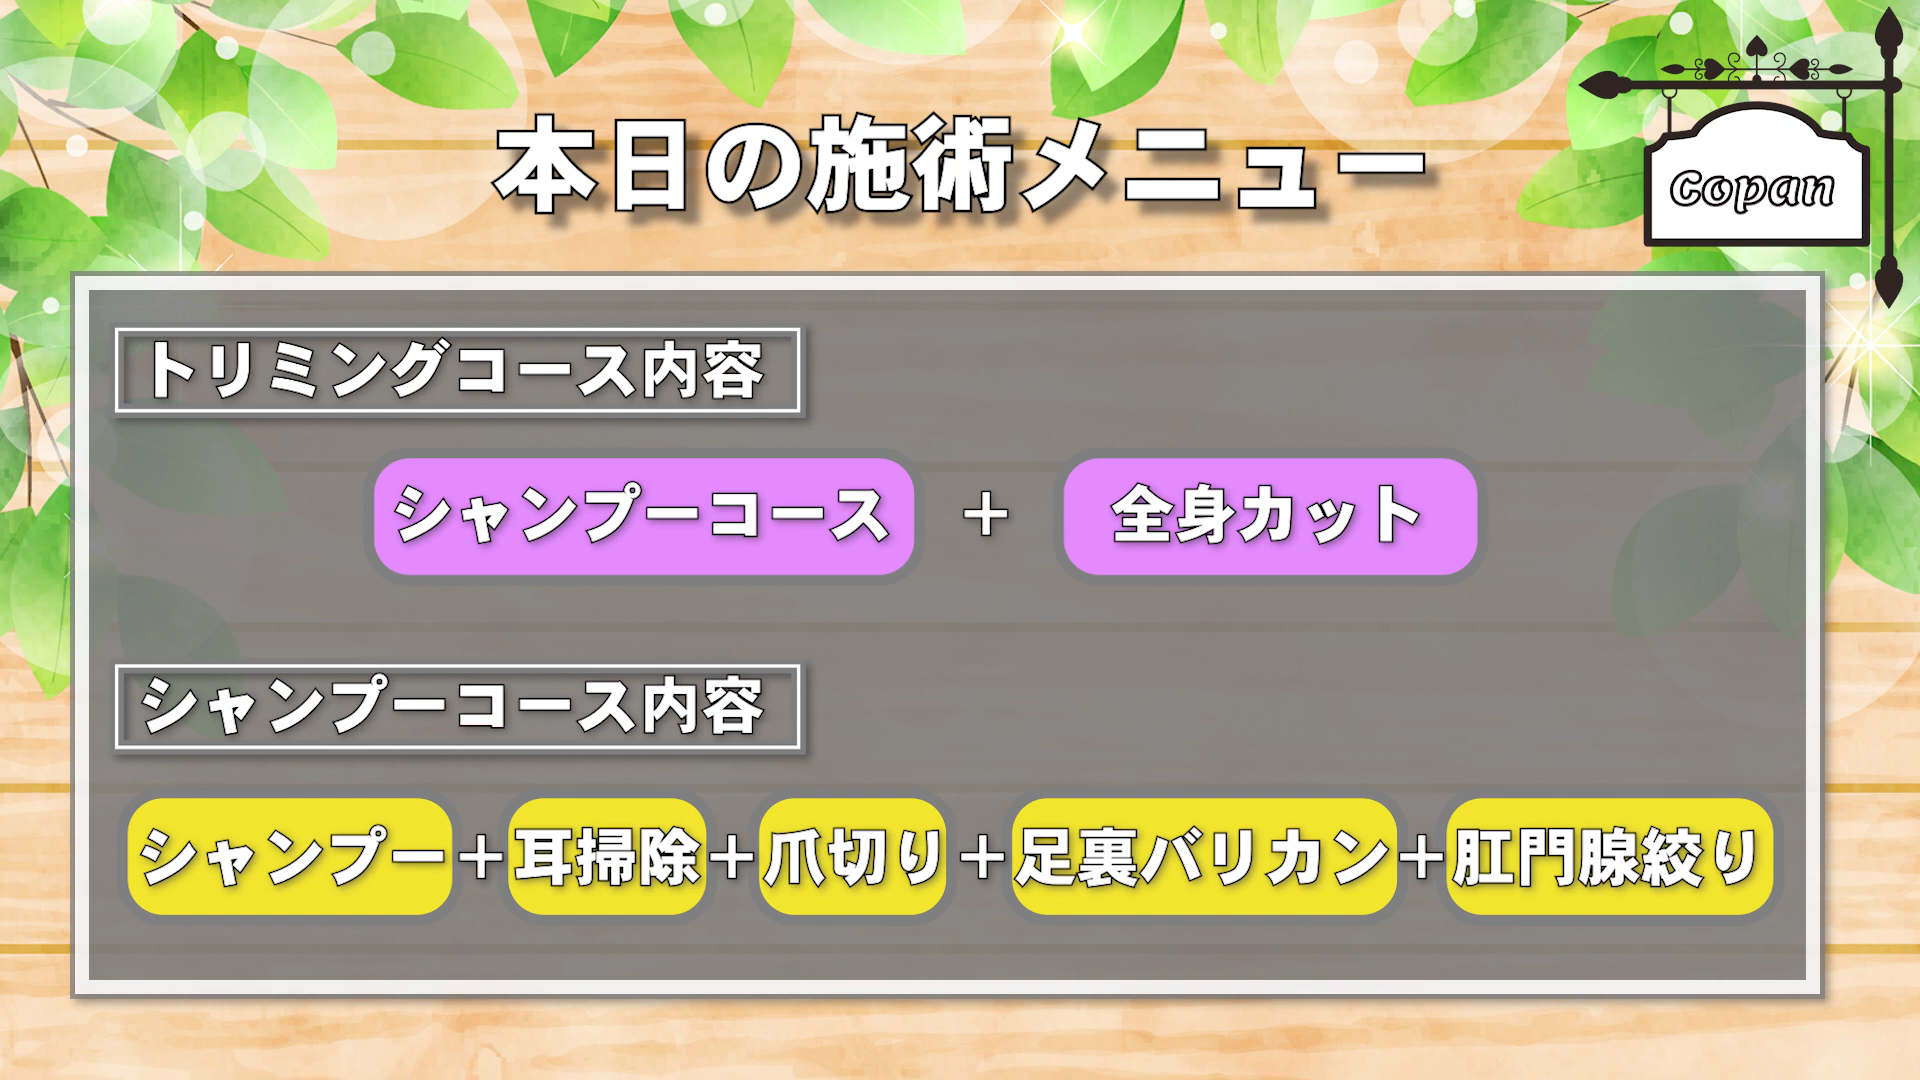 本日の施術メニュー
Copan
トリミングコース内容
シャンプーコース + 全身カット
シャンプーコース内容
シャンプー+耳掃除+爪切り+足裏バリカン+肛門腺絞り